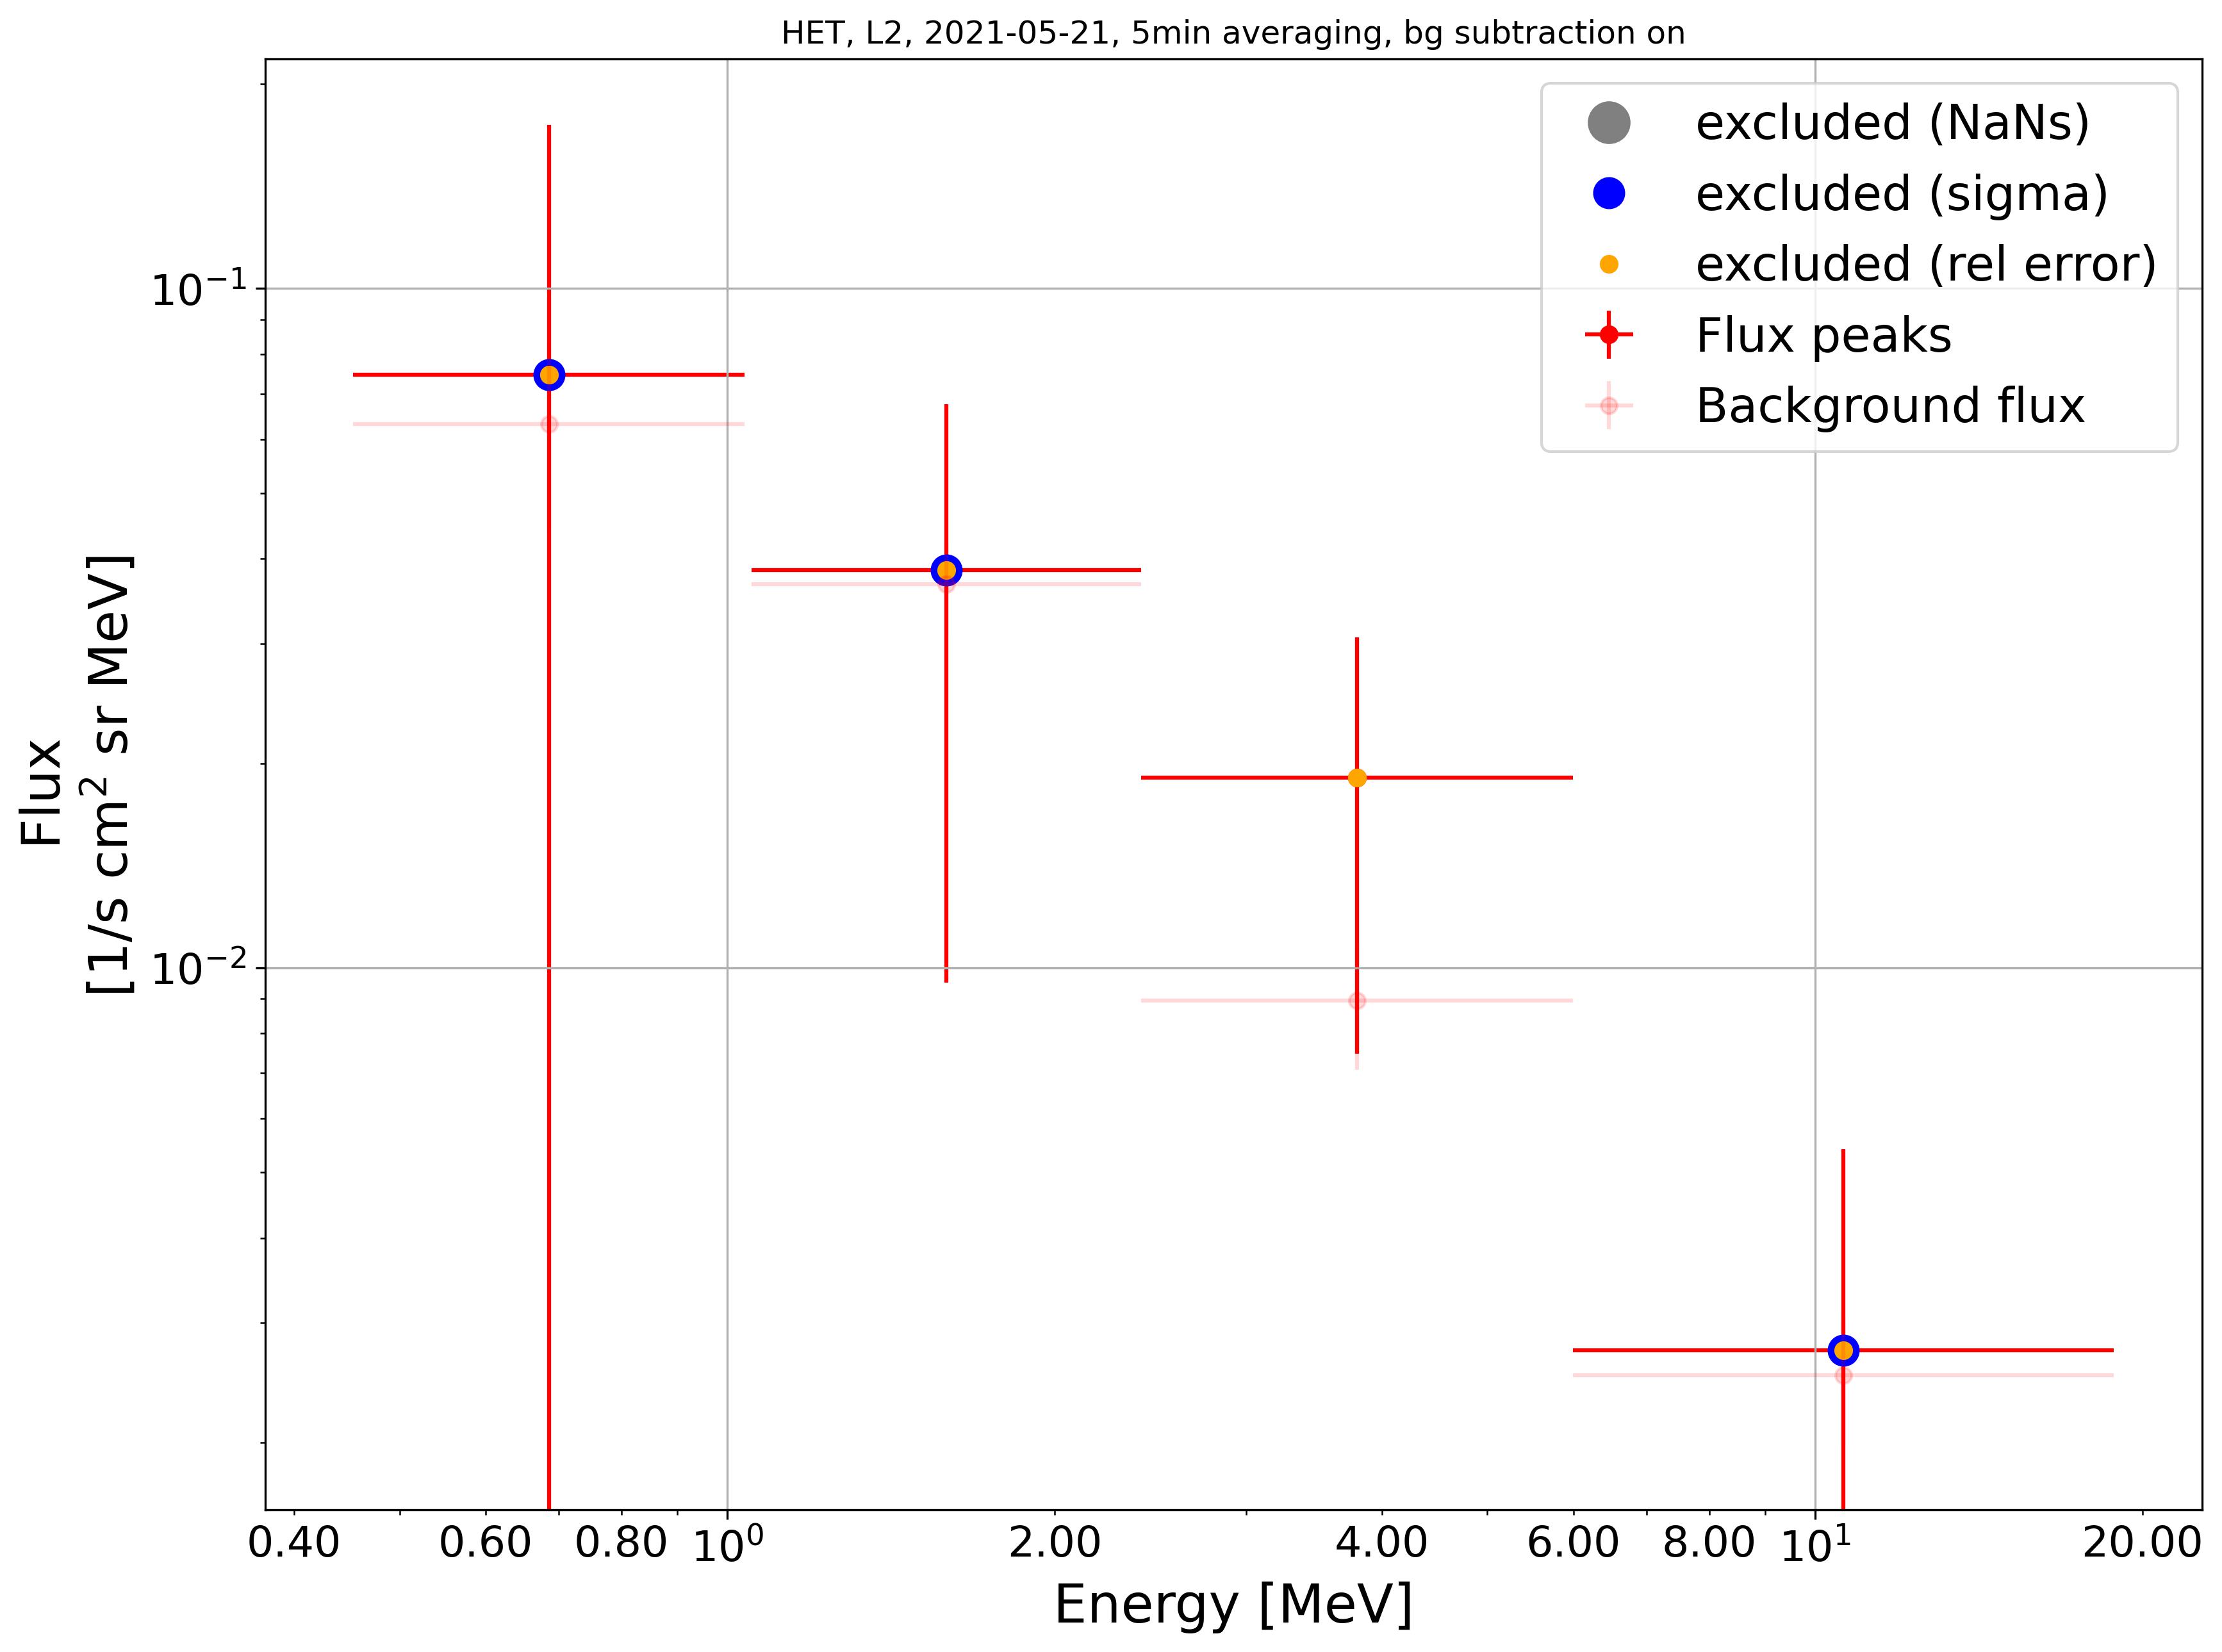 HET, L2, 2021-05-21, 5min averaging, bg subtraction on
excluded (NaNs)
excluded (sigma)
excluded (rel error)
Flux peaks
Background flux
10⁻¹
10⁻²
Flux
[1/s cm² sr MeV]
0.40 0.60 0.80 10⁰ 2.00 4.00 6.00 8.00 10¹ 20.00
Energy [MeV]